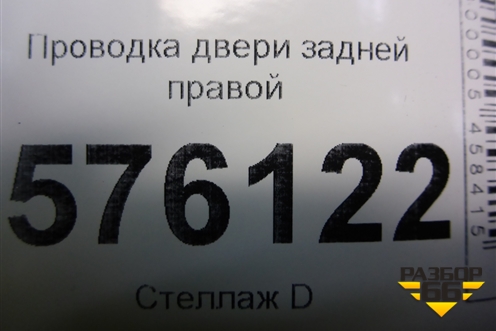 Проводка двери задней
правой
576122
Стеллаж D
РАЗБОР
66